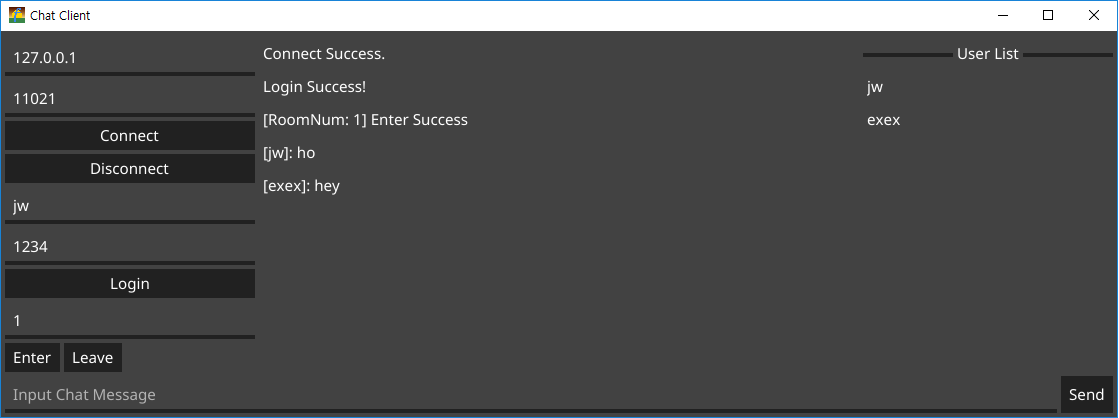 Chat Client
127.0.0.1
11021
Connect
Disconnect
jw
1234
Login
1
Enter Leave
Connect Success.
Login Success!
[RoomNum: 1] Enter Success
[jw]: ho
[exex]: hey
User List
jw
exex
Input Chat Message
Send